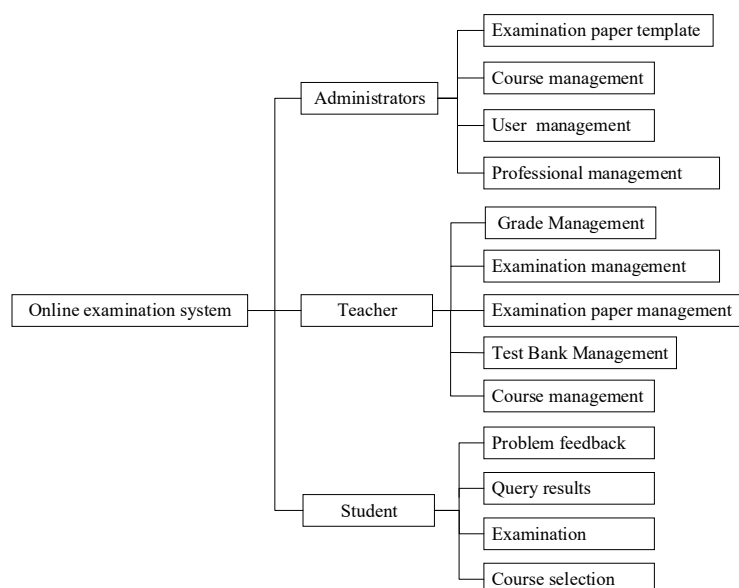 Examination paper template
Administrators
Course management
User management
Professional management
Grade Management
Examination management
Online examination system
Teacher
Examination paper management
Test Bank Management
Course management
Problem feedback
Query results
Student
Examination
Course selection